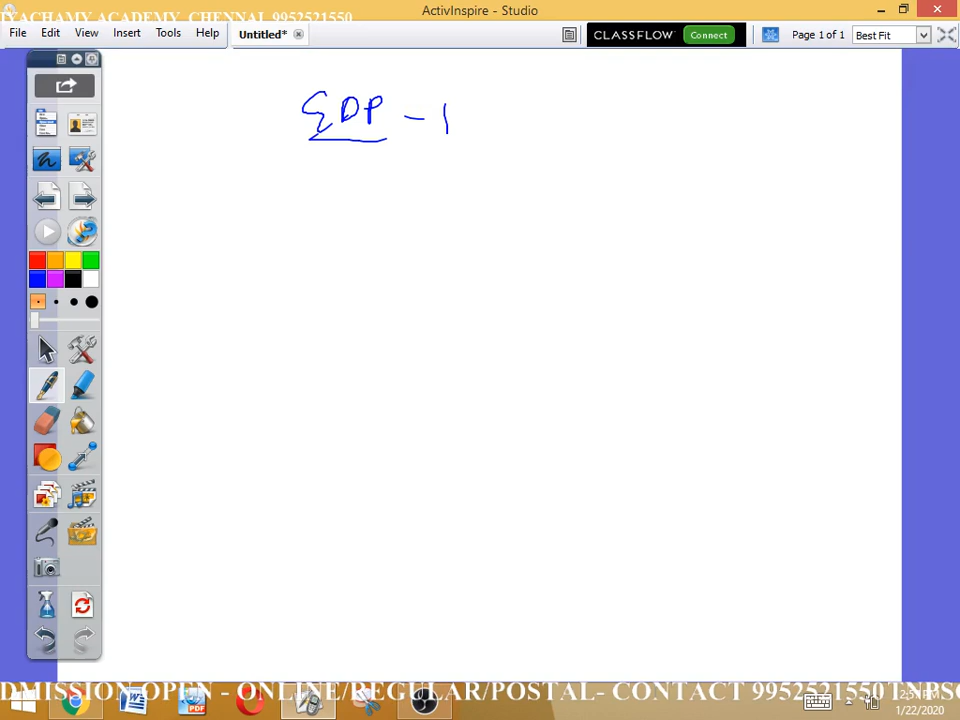 IYACHAMY ACADEMY, CHENNAI 9952521550
ActivInspire - Studio
File Edit View Insert Tools Help Untitled* CLASSFLOW Connect Page 1 of 1 Best Fit
EDP - 1
DMISSION OPEN - ONLINE/REGULAR/POSTAL- CONTACT 9952521550 TNPSC
1/22/2020